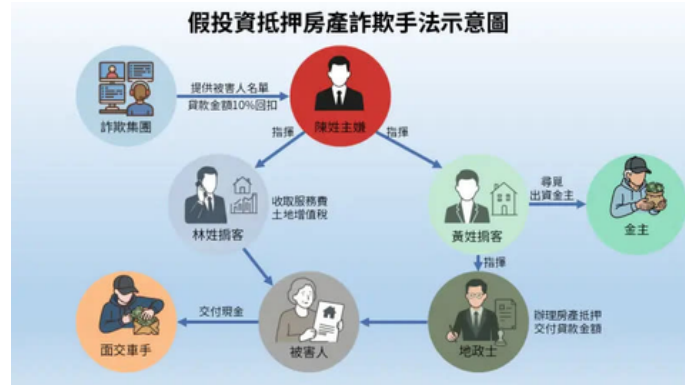 假投資抵押房產詐欺手法示意圖
詐欺集團
提供被害人名單
貸款金額10%回扣
陳姓主嫌
指揮
指揮
林姓掮客
收取服務費
土地增值稅
黃姓掮客
尋覓
出資金主
金主
指揮
面交車手
交付現金
被害人
地政士
辦理房產抵押
交付貸款金額